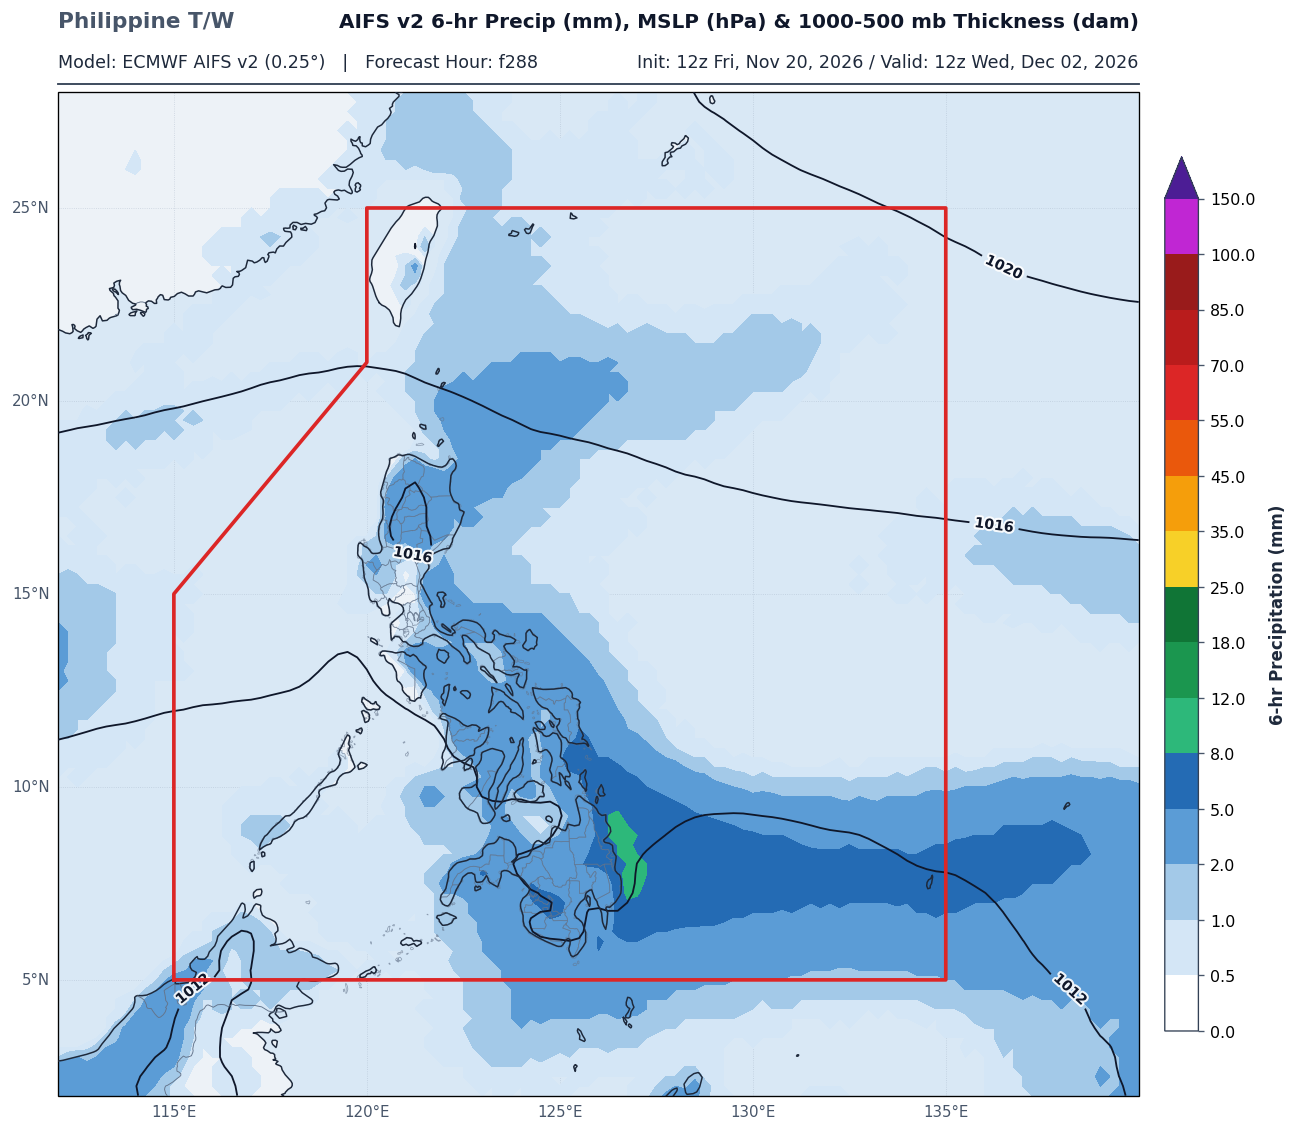 Philippine T/W
AIFS v2 6-hr Precip (mm), MSLP (hPa) & 1000-500 mb Thickness (dam)
Model: ECMWF AIFS v2 (0.25°)   |   Forecast Hour: f288
Init: 12z Fri, Nov 20, 2026 / Valid: 12z Wed, Dec 02, 2026
25°N
20°N
15°N
10°N
5°N
115°E
120°E
125°E
130°E
135°E
1020
1016
1016
1012
1012
150.0
100.0
85.0
70.0
55.0
45.0
35.0
25.0
18.0
12.0
8.0
5.0
2.0
1.0
0.5
0.0
6-hr Precipitation (mm)